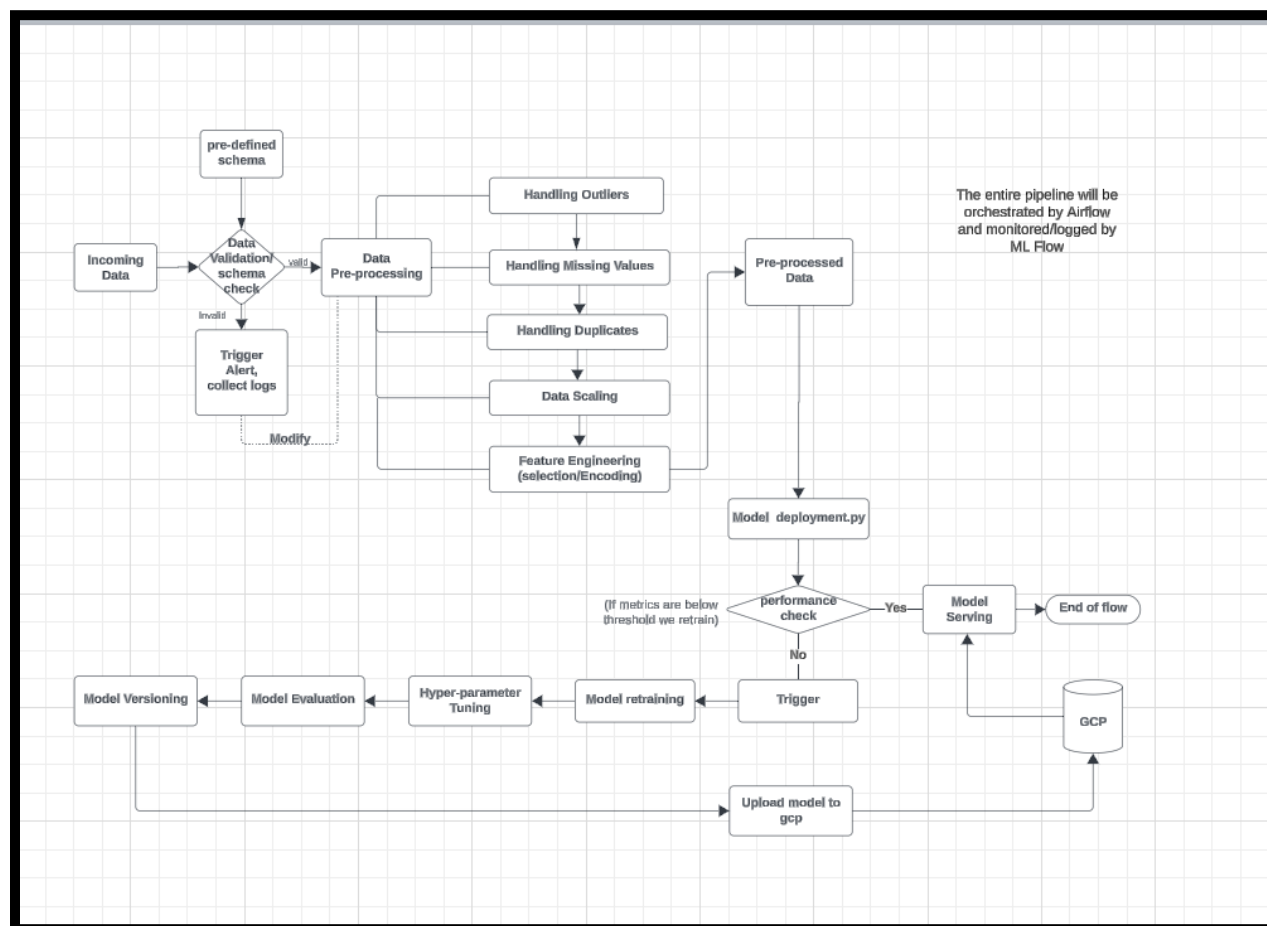 pre-defined
schema
Incoming
Data
Data
Validation/
schema
check
valid
Invalid
Trigger
Alert,
collect logs
Modify
Data
Pre-processing
Handling Outliers
Handling Missing Values
Handling Duplicates
Data Scaling
Feature Engineering
(selection/Encoding)
Pre-processed
Data
The entire pipeline will be
orchestrated by Airflow
and monitored/logged by
ML Flow
Model deployment.py
(If metrics are below
threshold we retrain)
performance
check
Yes
Model
Serving
End of flow
No
Trigger
Model retraining
Hyper-parameter
Tuning
Model Evaluation
Model Versioning
GCP
Upload model to
gcp